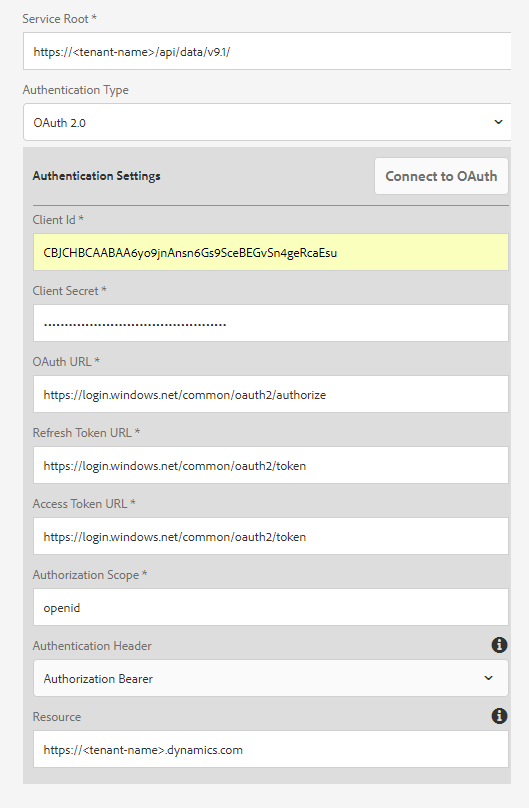 Service Root *
https://<tenant-name>/api/data/v9.1/
Authentication Type
OAuth 2.0
Authentication Settings
Connect to OAuth
Client Id *
CBJCHBCAABAA6yo9jnAnsn6Gs9SceBEGvSn4geRcaEsu
Client Secret *
............................................
OAuth URL *
https://login.windows.net/common/oauth2/authorize
Refresh Token URL *
https://login.windows.net/common/oauth2/token
Access Token URL *
https://login.windows.net/common/oauth2/token
Authorization Scope *
openid
Authentication Header
Authorization Bearer
Resource
https://<tenant-name>.dynamics.com